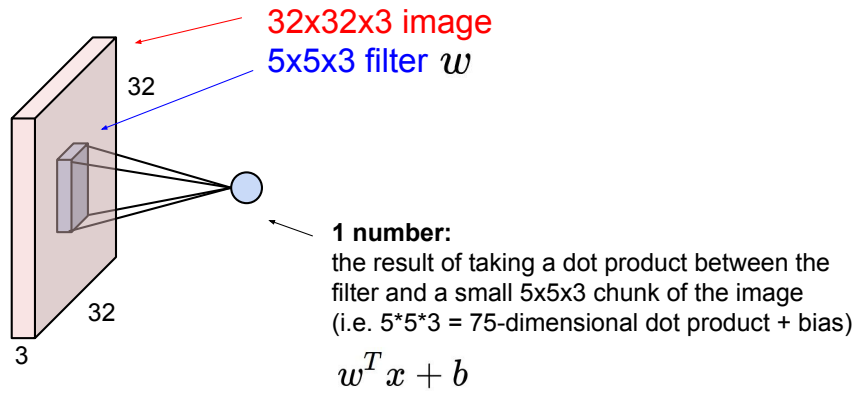 32x32x3 image
5x5x3 filter w
32
32
3
1 number:
the result of taking a dot product between the
filter and a small 5x5x3 chunk of the image
(i.e. 5*5*3 = 75-dimensional dot product + bias)
w^T x + b